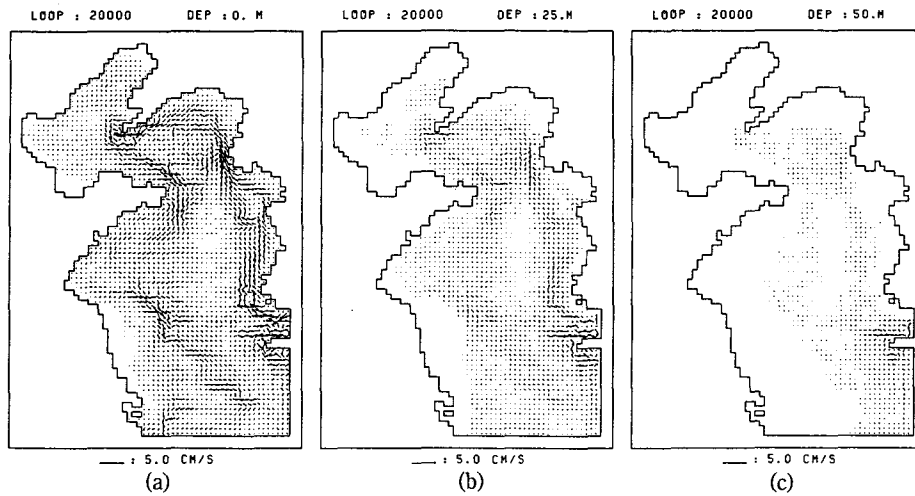 LOOP : 20000 DEP : 0. M
LOOP : 20000 DEP : 25.M
LOOP : 20000 DEP : 50.M
: 5.0 CM/S
: 5.0 CM/S
: 5.0 CM/S
(a)
(b)
(c)